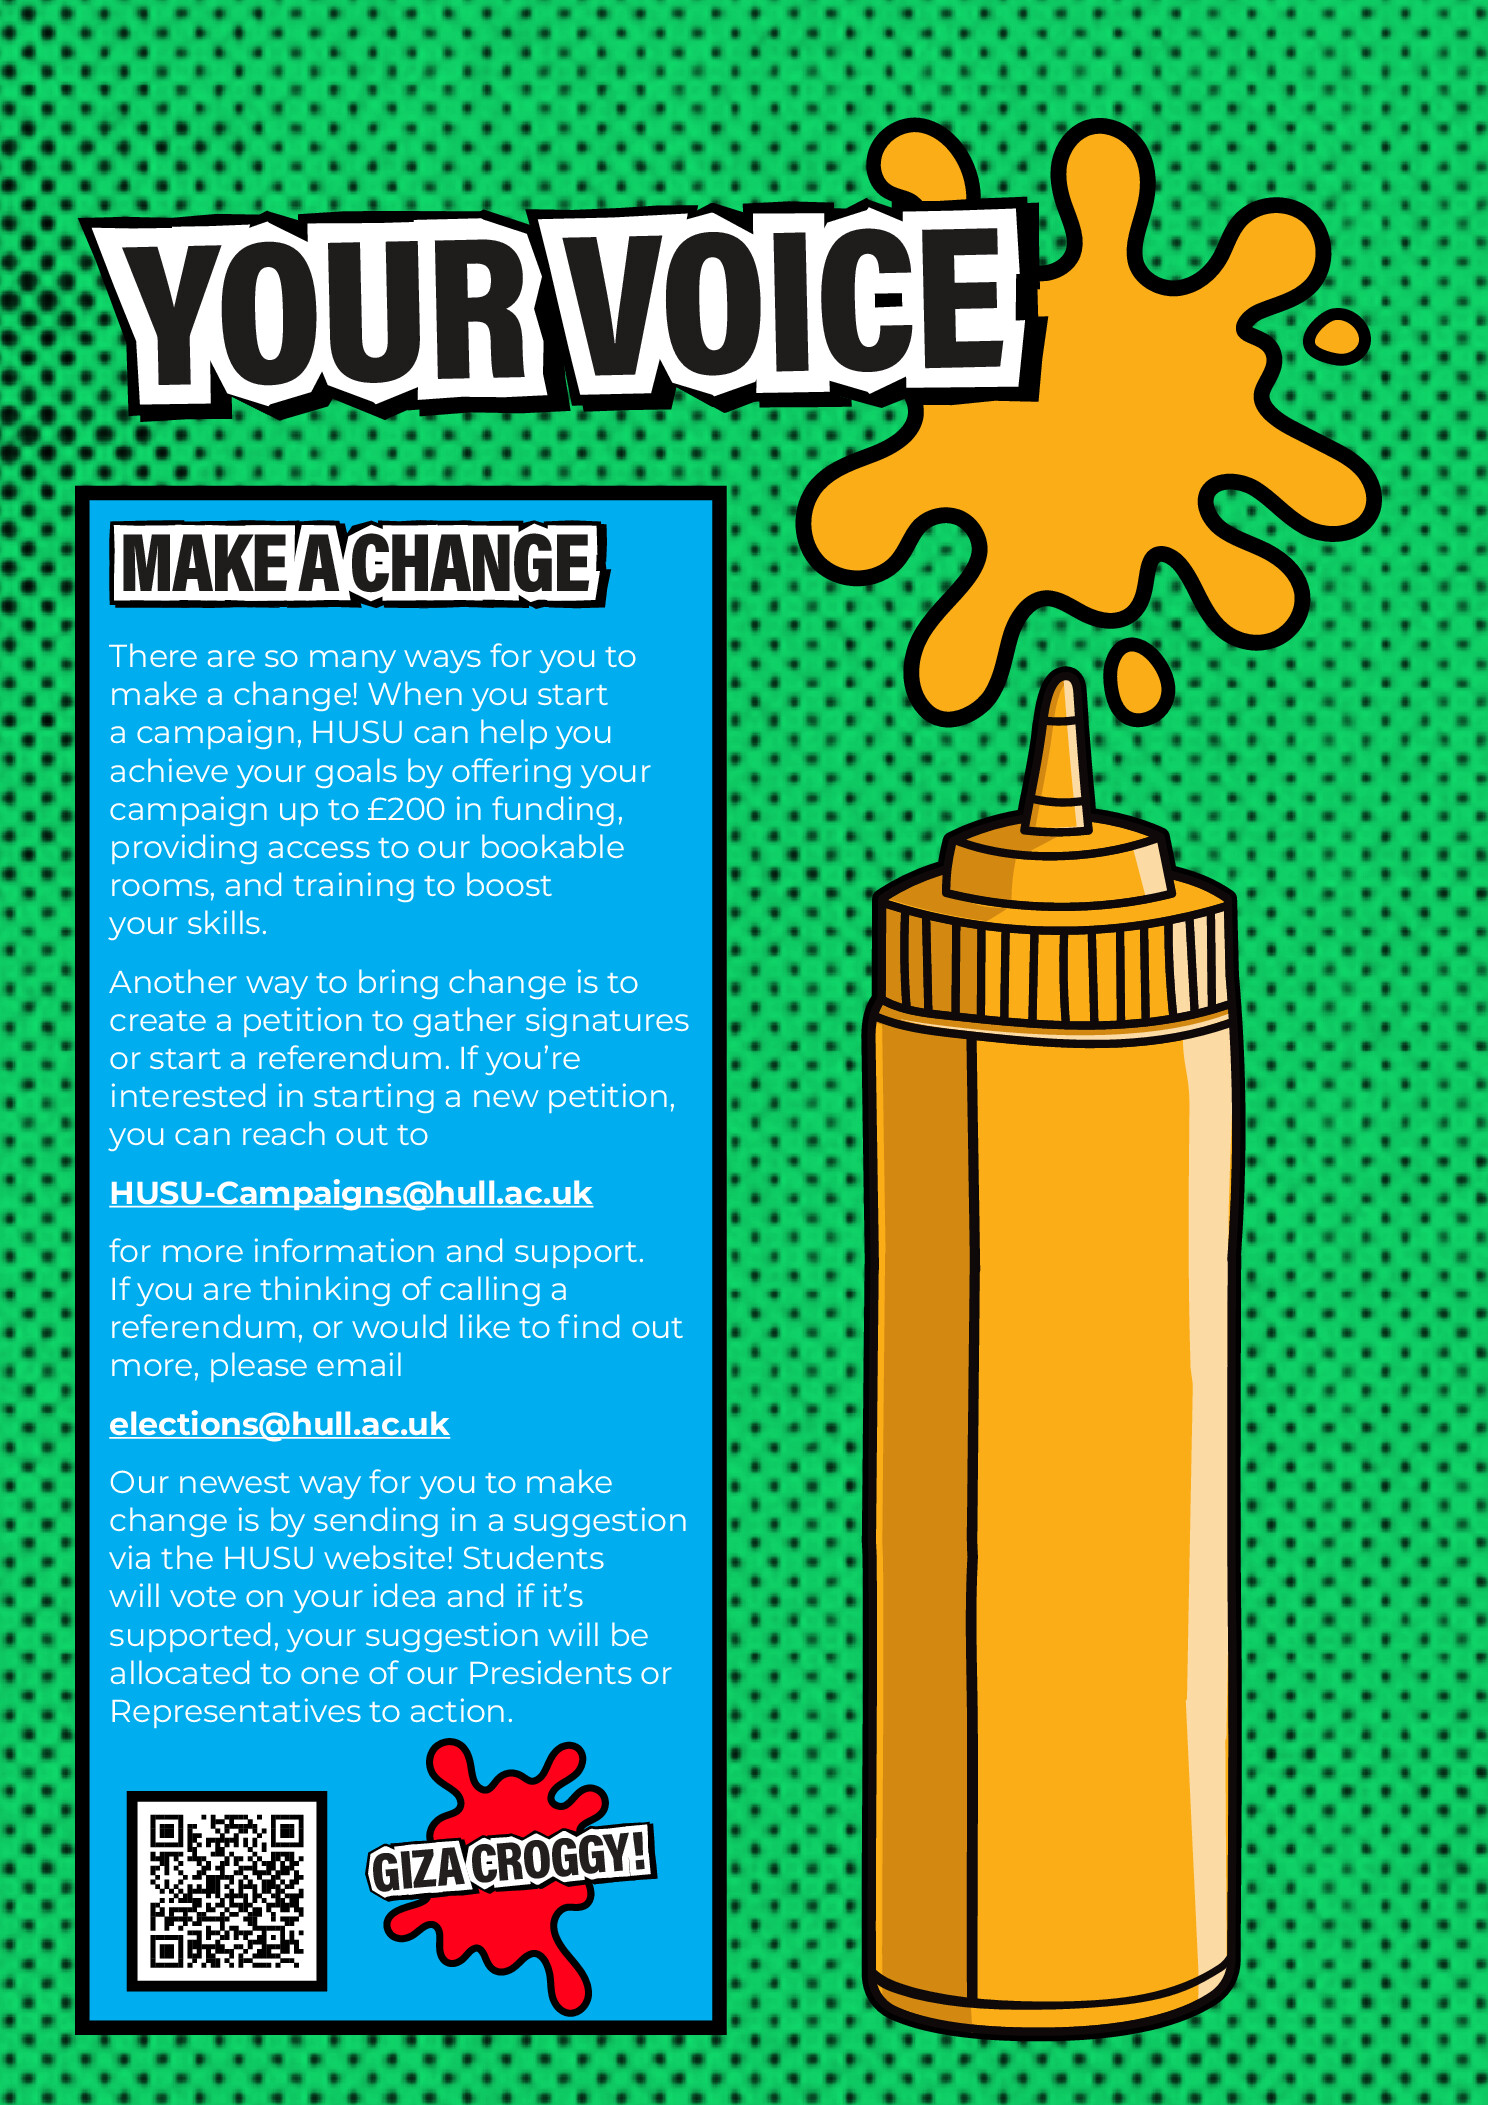 YOUR VOICE
MAKE A CHANGE
There are so many ways for you to
make a change! When you start
a campaign, HUSU can help you
achieve your goals by offering your
campaign up to £200 in funding,
providing access to our bookable
rooms, and training to boost
your skills.
Another way to bring change is to
create a petition to gather signatures
or start a referendum. If you’re
interested in starting a new petition,
you can reach out to
HUSU-Campaigns@hull.ac.uk
for more information and support.
If you are thinking of calling a
referendum, or would like to find out
more, please email
elections@hull.ac.uk
Our newest way for you to make
change is by sending in a suggestion
via the HUSU website! Students
will vote on your idea and if it’s
supported, your suggestion will be
allocated to one of our Presidents or
Representatives to action.
GIZA CROGGY!